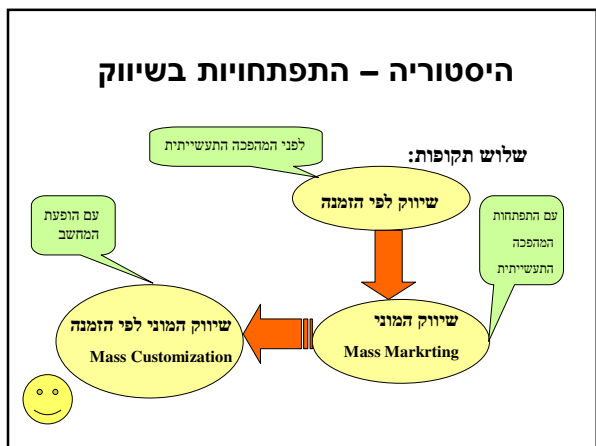 היסטוריה – התפתחויות בשיווק
שלוש תקופות:
לפני המהפכה התעשייתית
שיווק לפי הזמנה
עם התפתחות
המהפכה
התעשייתית
שיווק המוני
Mass Markrting
עם הופעת
המחשב
שיווק המוני לפי הזמנה
Mass Customization